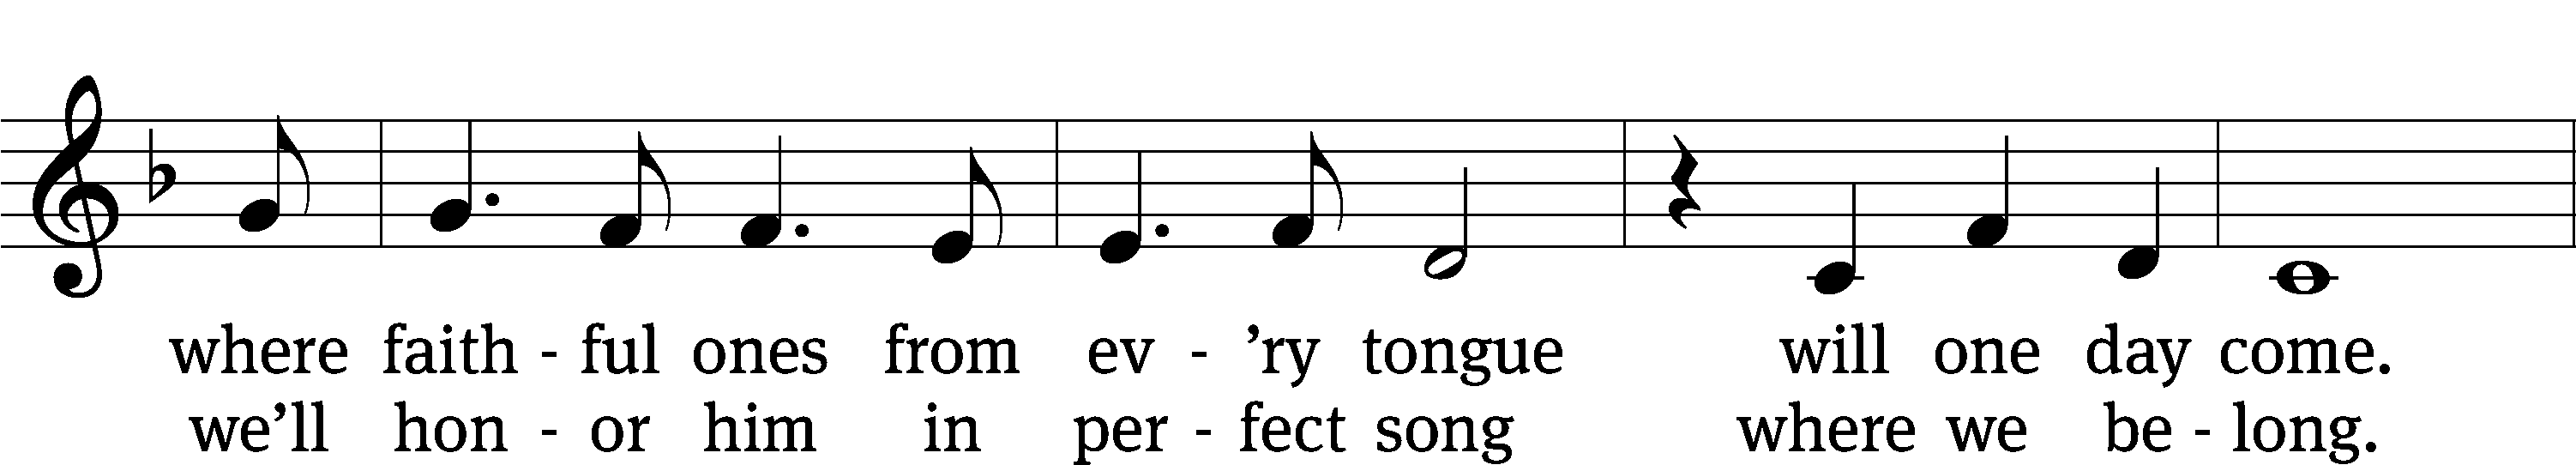 where faith - ful ones from ev - ’ry tongue will one day come.
we’ll hon - or him in per - fect song where we be - long.